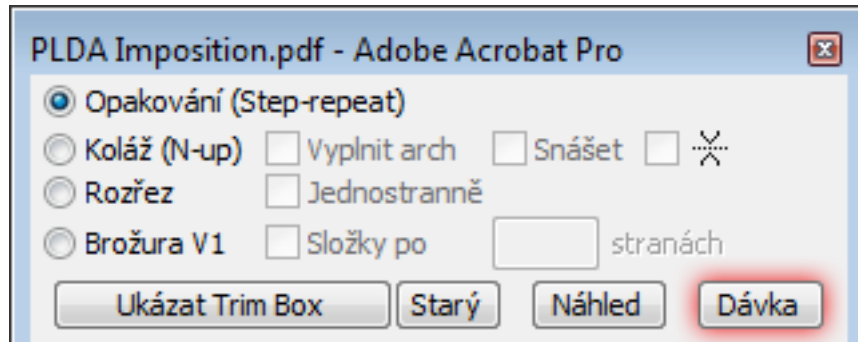 PLDA Imposition.pdf - Adobe Acrobat Pro
Opakování (Step-repeat)
Koláž (N-up) Vyplnit arch Snášet
Rozřez Jednostranně
Brožura V1 Složky po stranách
Ukázat Trim Box Starý Náhled Dávka